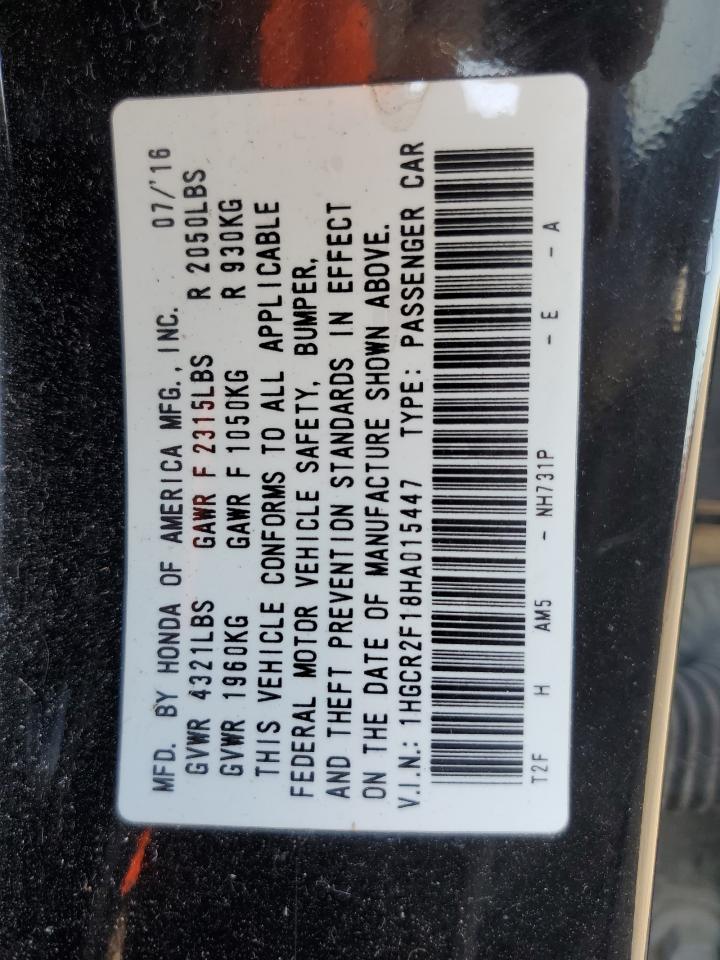 MFD. BY HONDA OF AMERICA MFG., INC. 07/'16
GVWR 4321LBS GAWR F 2315LBS R 2050LBS
GVWR 1960KG GAWR F 1050KG R 930KG
THIS VEHICLE CONFORMS TO ALL APPLICABLE
FEDERAL MOTOR VEHICLE SAFETY, BUMPER,
AND THEFT PREVENTION STANDARDS IN EFFECT
ON THE DATE OF MANUFACTURE SHOWN ABOVE.
V.I.N.: 1HGCR2F18HA015447 TYPE: PASSENGER CAR
T2F H AM5 - NH731P - E - A